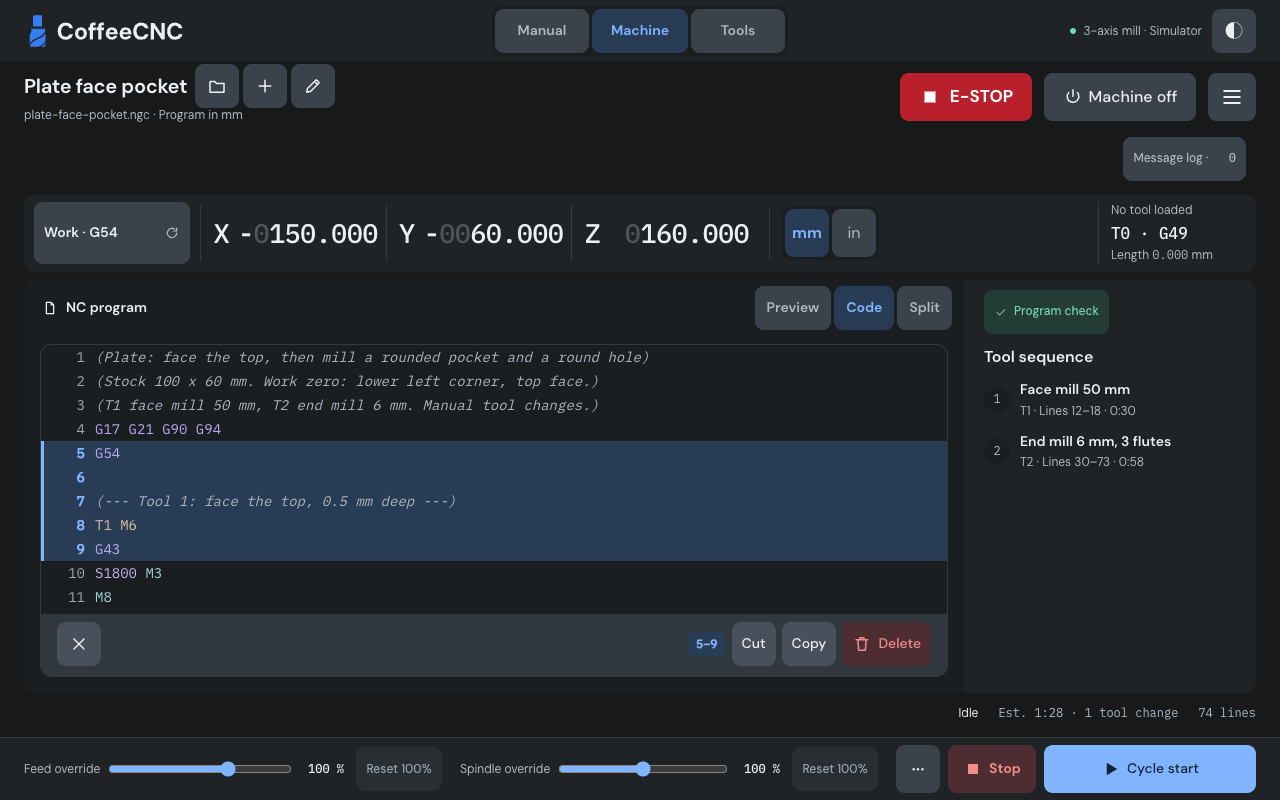 CoffeeCNC
Manual
Machine
Tools
3-axis mill · Simulator
Plate face pocket
plate-face-pocket.ngc · Program in mm
E-STOP
Machine off
Message log · 0
Work · G54
X -0150.000
Y -0060.000
Z 0160.000
mm
in
No tool loaded
T0 · G49
Length 0.000 mm
NC program
Preview
Code
Split
1 (Plate: face the top, then mill a rounded pocket and a round hole)
2 (Stock 100 x 60 mm. Work zero: lower left corner, top face.)
3 (T1 face mill 50 mm, T2 end mill 6 mm. Manual tool changes.)
4 G17 G21 G90 G94
5 G54
6
7 (--- Tool 1: face the top, 0.5 mm deep ---)
8 T1 M6
9 G43
10 S1800 M3
11 M8
5–9
Cut
Copy
Delete
Program check
Tool sequence
1 Face mill 50 mm
T1 · Lines 12–18 · 0:30
2 End mill 6 mm, 3 flutes
T2 · Lines 30–73 · 0:58
Idle
Est. 1:28 · 1 tool change
74 lines
Feed override
100 %
Reset 100%
Spindle override
100 %
Reset 100%
···
Stop
Cycle start